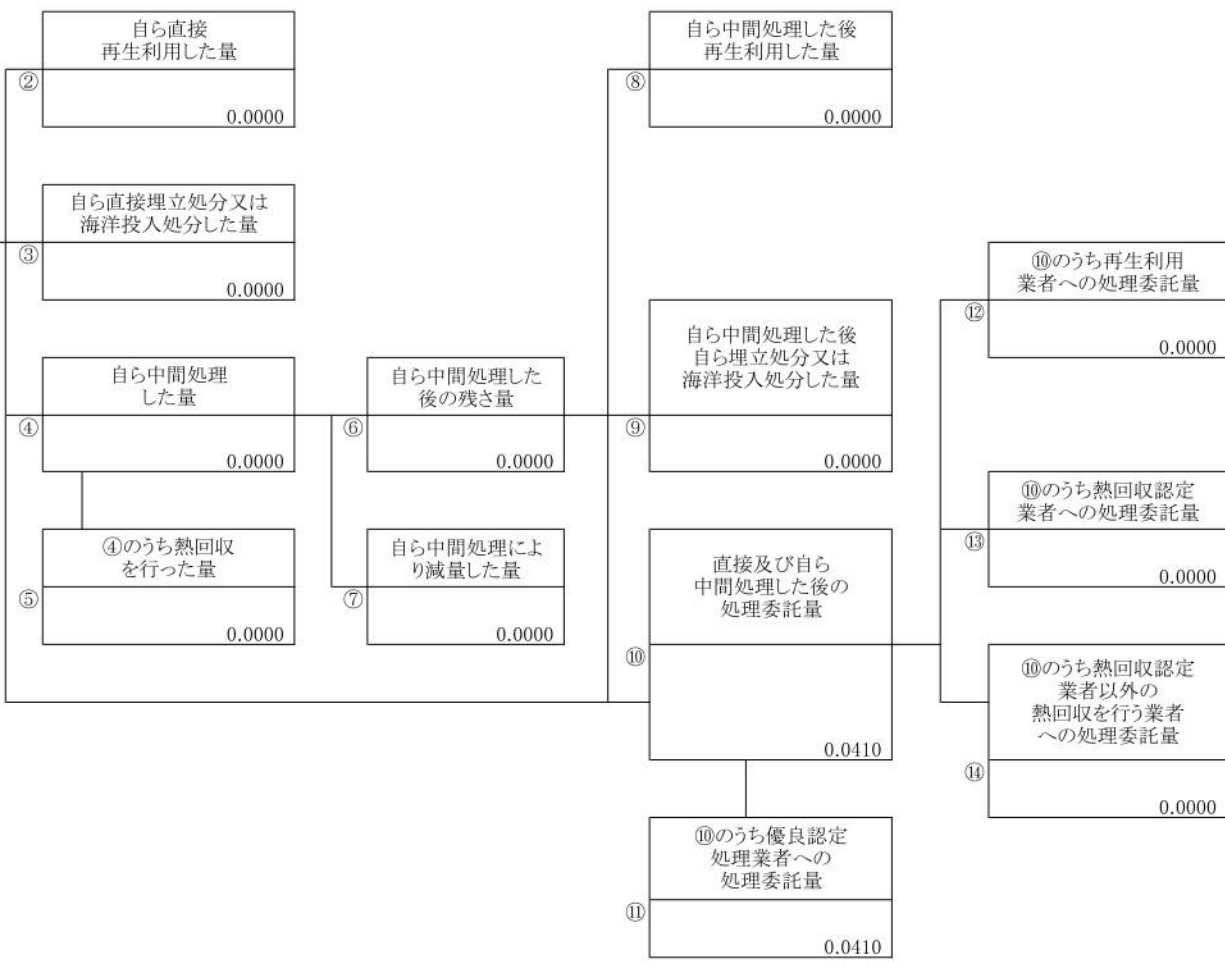 自ら直接
再生利用した量
②
0.0000
自ら直接埋立処分又は
海洋投入処分した量
③
0.0000
自ら中間処理
した量
④
0.0000
④のうち熱回収
を行った量
⑤
0.0000
自ら中間処理した
後の残さ量
⑥
0.0000
自ら中間処理によ
り減量した量
⑦
0.0000
自ら中間処理した後
再生利用した量
⑧
0.0000
自ら中間処理した後
自ら埋立処分又は
海洋投入処分した量
⑨
0.0000
直接及び自ら
中間処理した後の
処理委託量
⑩
0.0410
⑩のうち優良認定
処理業者への
処理委託量
⑪
0.0410
⑩のうち再生利用
業者への処理委託量
⑫
0.0000
⑩のうち熱回収認定
業者への処理委託量
⑬
0.0000
⑩のうち熱回収認定
業者以外の
熱回収を行う業者
への処理委託量
⑭
0.0000